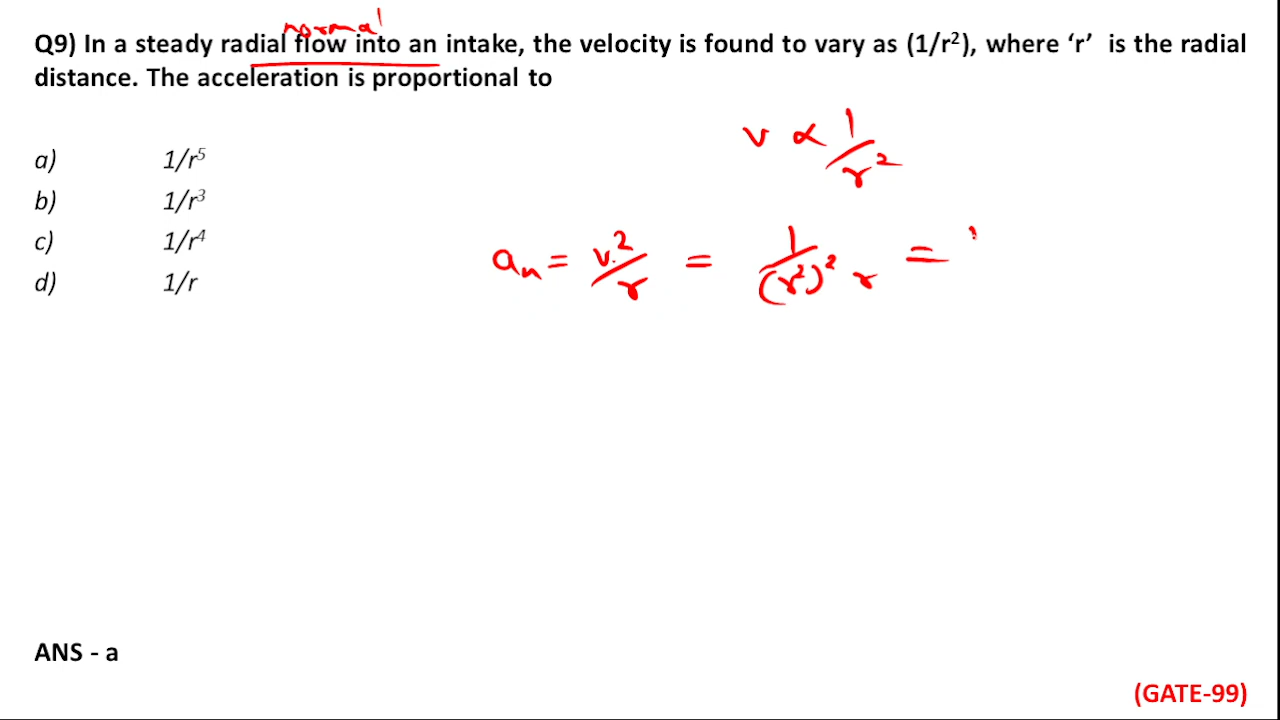 normal
Q9) In a steady radial flow into an intake, the velocity is found to vary as (1/r²), where ‘r’ is the radial
distance. The acceleration is proportional to
v ∝ 1/r²
a) 1/r⁵
b) 1/r³
c) 1/r⁴
d) 1/r
aₙ = v²/r = 1/(r²)² r =
ANS - a
(GATE-99)